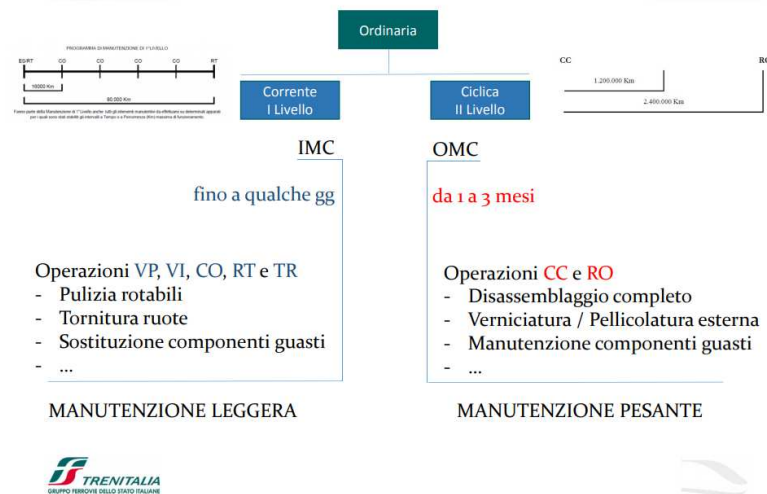 Ordinaria
PROGRAMMA DI MANUTENZIONE DI 1° LIVELLO
CO CO CO CO RT
80.000 Km
CC
1.200.000 Km
2.400.000 Km
Corrente
I Livello
Ciclica
II Livello
IMC
OMC
fino a qualche gg
da 1 a 3 mesi
Operazioni VP, VI, CO, RT e TR
- Pulizia rotabili
- Tornitura ruote
- Sostituzione componenti guasti
- ...
Operazioni CC e RO
- Disassemblaggio completo
- Verniciatura / Pellicolatura esterna
- Manutenzione componenti guasti
- ...
MANUTENZIONE LEGGERA
MANUTENZIONE PESANTE
TRENITALIA
GRUPPO FERROVIE DELLO STATO ITALIANE